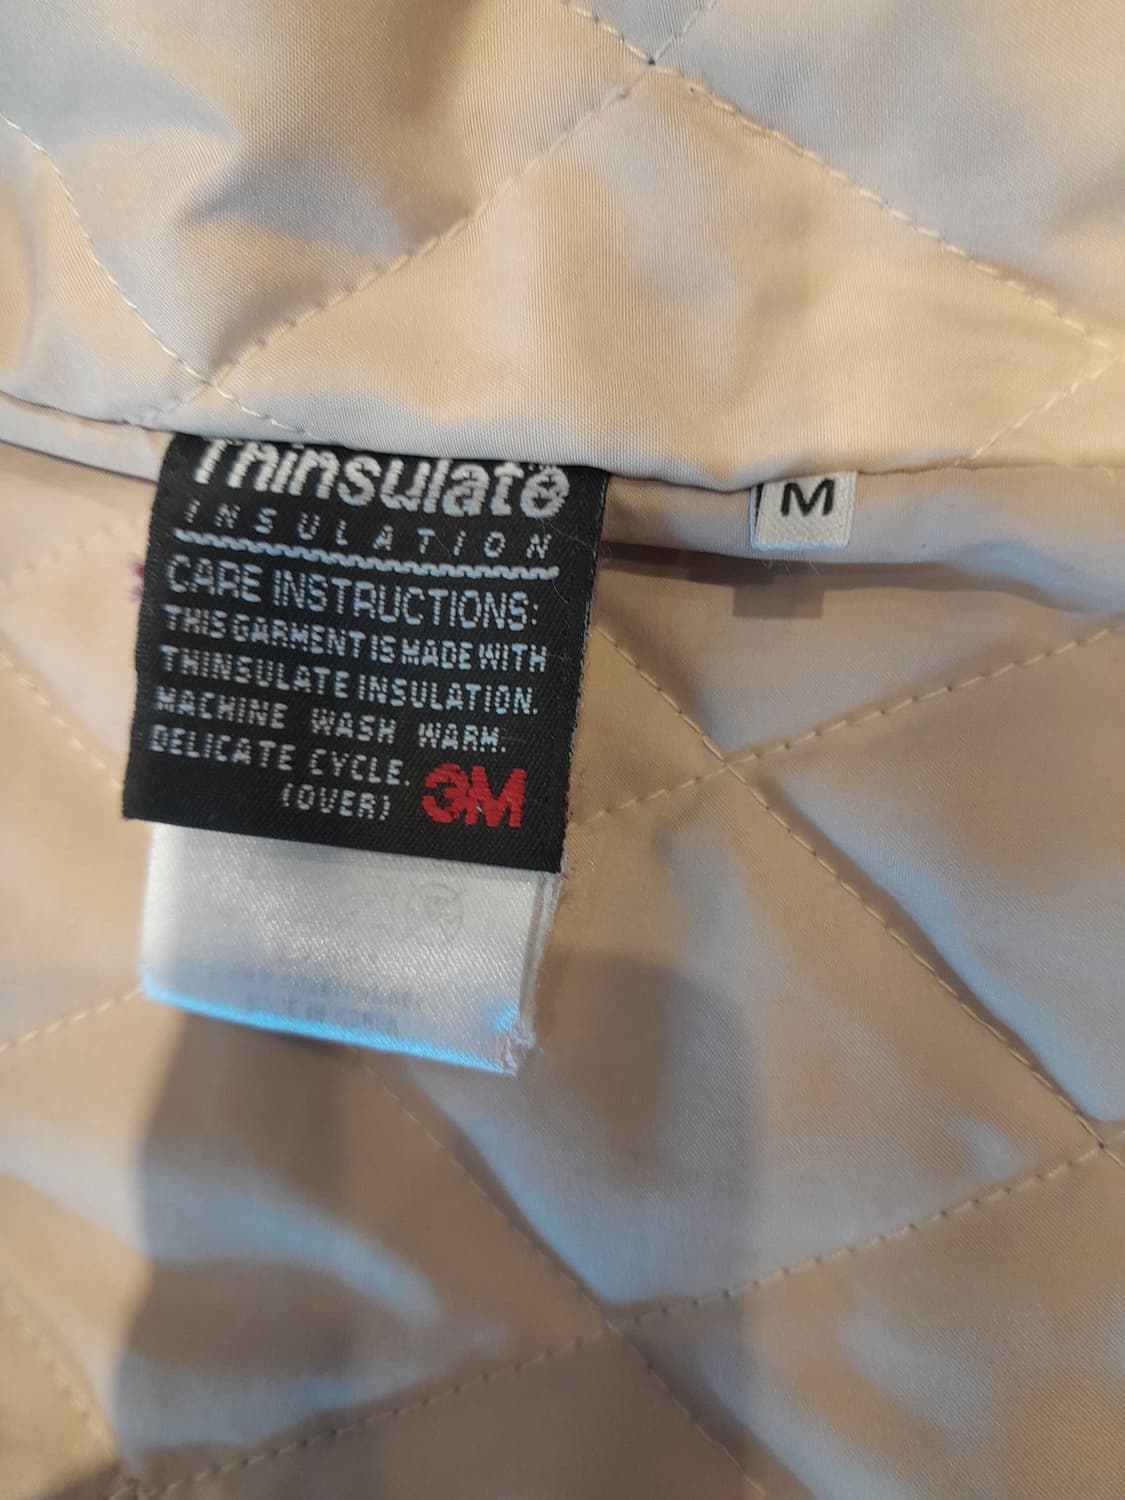 Thinsulate
INSULATION
CARE INSTRUCTIONS:
THIS GARMENT IS MADE WITH
THINSULATE INSULATION.
MACHINE WASH WARM.
DELICATE CYCLE.
(OVER) 3M
M